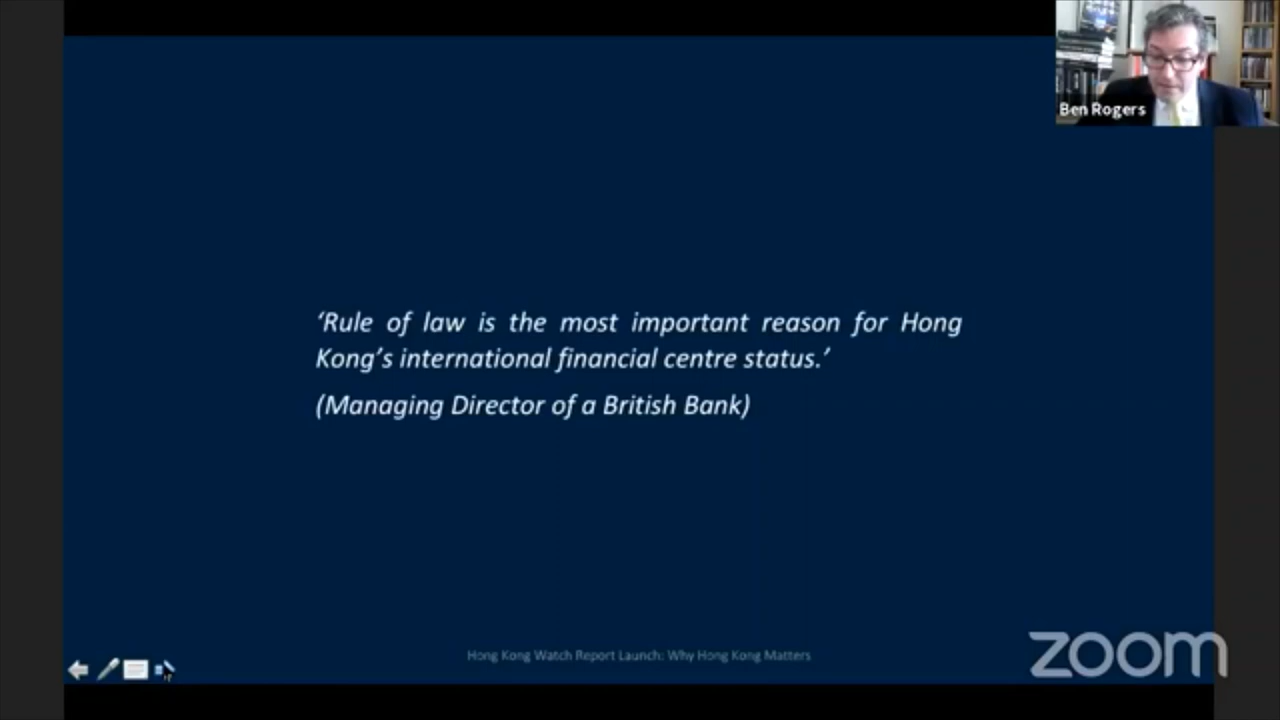 Ben Rogers
‘Rule of law is the most important reason for Hong
Kong’s international financial centre status.’
(Managing Director of a British Bank)
Hong Kong Watch Report Launch: Why Hong Kong Matters
zoom